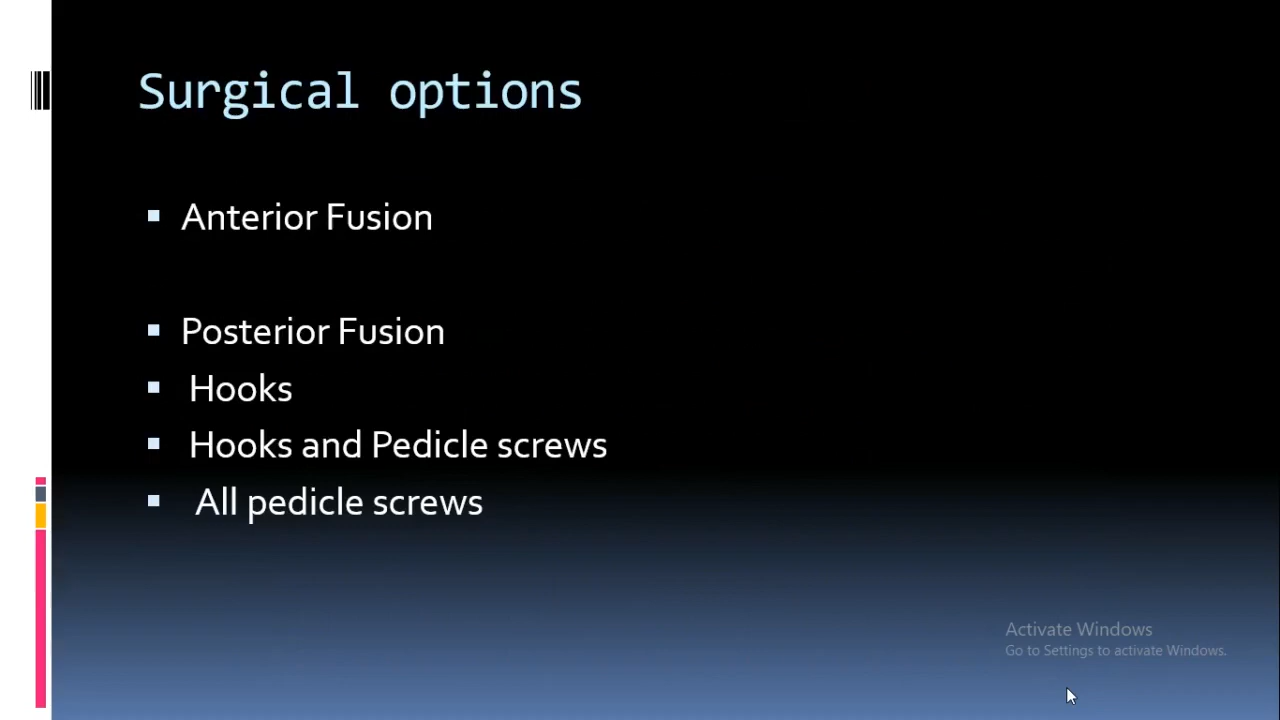 Surgical options
Anterior Fusion
Posterior Fusion
Hooks
Hooks and Pedicle screws
All pedicle screws
Activate Windows
Go to Settings to activate Windows.